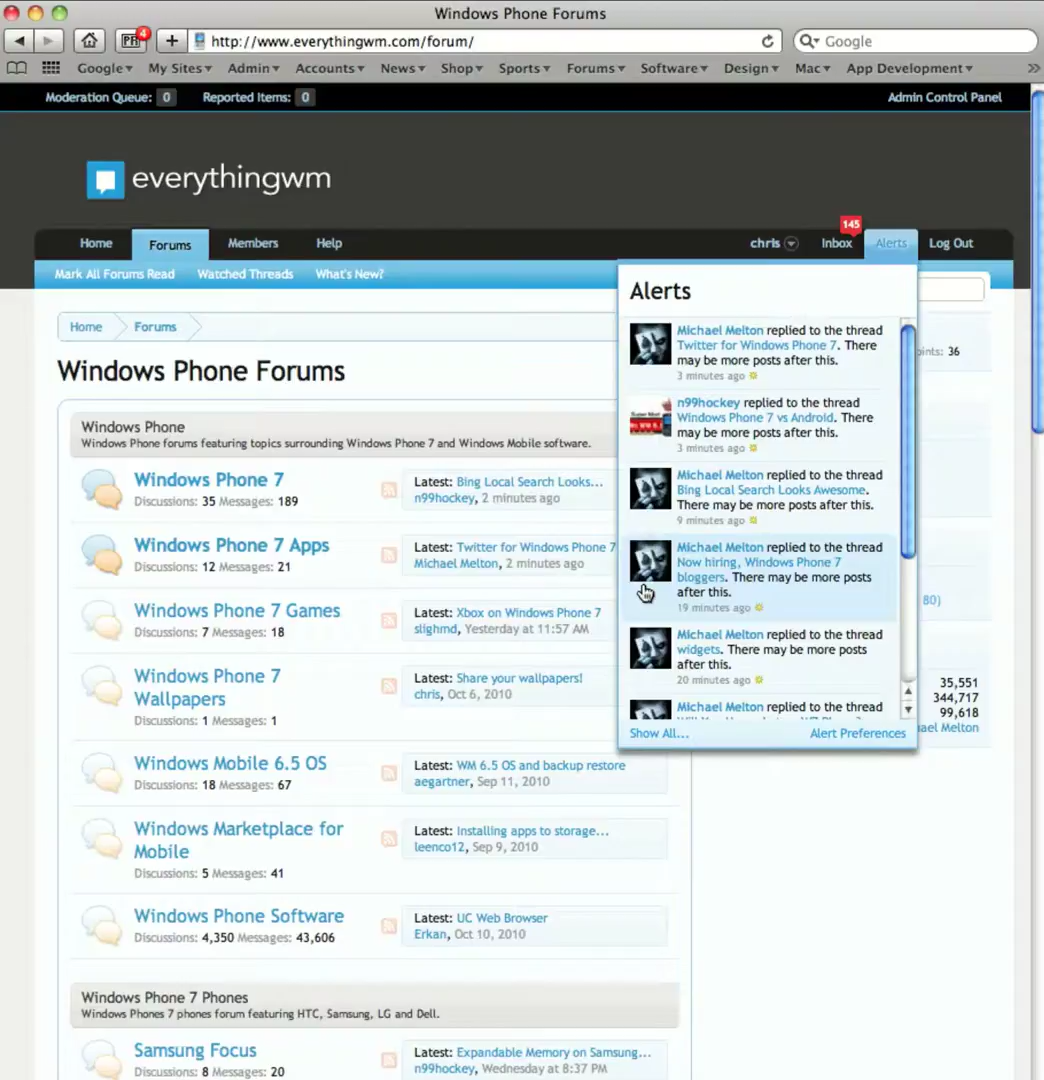 Windows Phone Forums
PR 4
http://www.everythingwm.com/forum/
Google
Google My Sites Admin Accounts News Shop Sports Forums Software Design Mac App Development
Moderation Queue: 0 Reported Items: 0 Admin Control Panel
everythingwm
145
Home Forums Members Help chris Inbox Alerts Log Out
Mark All Forums Read Watched Threads What's New?
Alerts
Home Forums
Windows Phone Forums
Windows Phone
Windows Phone forums featuring topics surrounding Windows Phone 7 and Windows Mobile software.
Windows Phone 7
Discussions: 35 Messages: 189
Latest: Bing Local Search Looks...
n99hockey, 2 minutes ago
Windows Phone 7 Apps
Discussions: 12 Messages: 21
Latest: Twitter for Windows Phone 7
Michael Melton, 2 minutes ago
Windows Phone 7 Games
Discussions: 7 Messages: 18
Latest: Xbox on Windows Phone 7
slighmd, Yesterday at 11:57 AM
Windows Phone 7
Wallpapers
Discussions: 1 Messages: 1
Latest: Share your wallpapers!
chris, Oct 6, 2010
Windows Mobile 6.5 OS
Discussions: 18 Messages: 67
Latest: WM 6.5 OS and backup restore
aegartner, Sep 11, 2010
Windows Marketplace for
Mobile
Discussions: 5 Messages: 41
Latest: Installing apps to storage...
leenco12, Sep 9, 2010
Windows Phone Software
Discussions: 4,350 Messages: 43,606
Latest: UC Web Browser
Erkan, Oct 10, 2010
Windows Phone 7 Phones
Windows Phones 7 phones forum featuring HTC, Samsung, LG and Dell.
Samsung Focus
Discussions: 8 Messages: 20
Latest: Expandable Memory on Samsung...
n99hockey, Wednesday at 8:37 PM
Michael Melton replied to the thread
Twitter for Windows Phone 7. There
may be more posts after this.
3 minutes ago
n99hockey replied to the thread
Windows Phone 7 vs Android. There
may be more posts after this.
3 minutes ago
Michael Melton replied to the thread
Bing Local Search Looks Awesome.
There may be more posts after this.
9 minutes ago
Michael Melton replied to the thread
Now hiring, Windows Phone 7
bloggers. There may be more posts
after this.
19 minutes ago
Michael Melton replied to the thread
widgets. There may be more posts
after this.
20 minutes ago
Michael Melton replied to the thread
Show All... Alert Preferences
36
80)
35,551
344,717
99,618
Melton